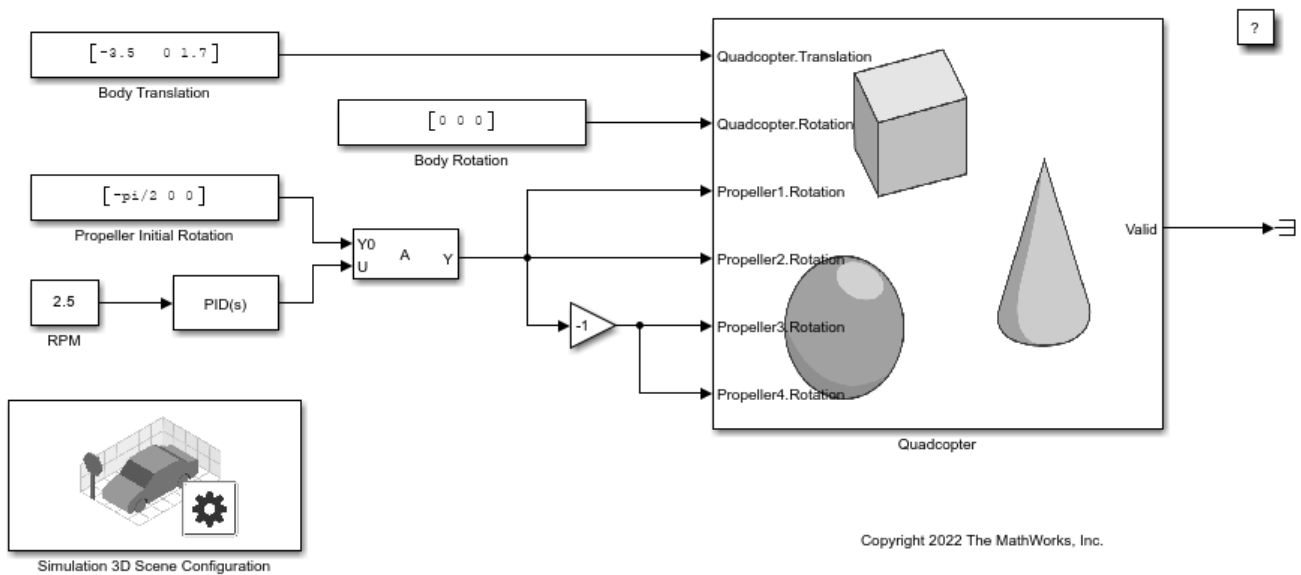 ?
[-3.5 0 1.7]
Body Translation
Quadcopter.Translation
[0 0 0]
Body Rotation
Quadcopter.Rotation
[-pi/2 0 0]
Propeller Initial Rotation
Propeller1.Rotation
Y0
U
A
Y
Propeller2.Rotation
Valid
2.5
RPM
PID(s)
-1
Propeller3.Rotation
Propeller4.Rotation
Quadcopter
Simulation 3D Scene Configuration
Copyright 2022 The MathWorks, Inc.